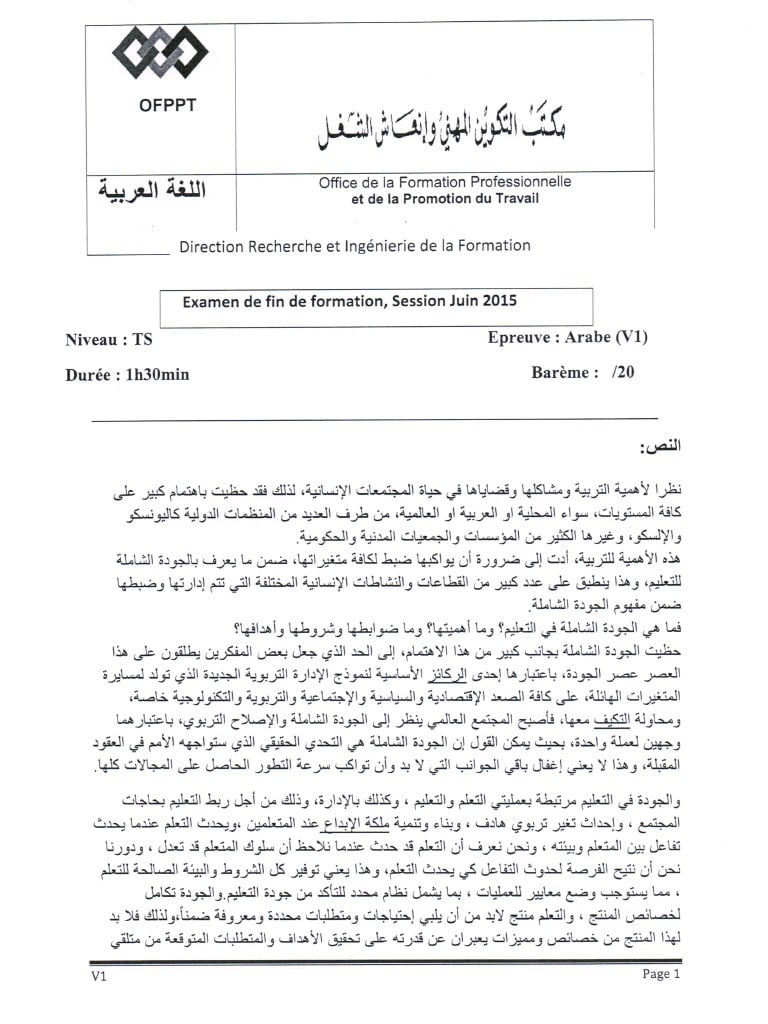 OFPPT
مكتب التكوين المهني وإنعاش الشغل
اللغة العربية
Office de la Formation Professionnelle
et de la Promotion du Travail
Direction Recherche et Ingénierie de la Formation
Examen de fin de formation, Session Juin 2015
Niveau : TS
Epreuve : Arabe (V1)
Durée : 1h30min
Barème : /20
النص:
نظرا لأهمية التربية ومشاكلها وقضاياها في حياة المجتمعات الإنسانية، لذلك فقد حظيت باهتمام كبير على
كافة المستويات، سواء المحلية او العربية او العالمية، من طرف العديد من المنظمات الدولية كاليونسكو
والإلسكو، وغيرها الكثير من المؤسسات والجمعيات المدنية والحكومية.
هذه الأهمية للتربية، أدت إلى ضرورة أن يواكبها ضبط لكافة متغيراتها، ضمن ما يعرف بالجودة الشاملة
للتعليم، وهذا ينطبق على عدد كبير من القطاعات والنشاطات الإنسانية المختلفة التي تتم إدارتها وضبطها
ضمن مفهوم الجودة الشاملة.
فما هي الجودة الشاملة في التعليم؟ وما أهميتها؟ وما ضوابطها وشروطها وأهدافها؟
حظيت الجودة الشاملة بجانب كبير من هذا الاهتمام، إلى الحد الذي جعل بعض المفكرين يطلقون على هذا
العصر عصر الجودة، باعتبارها إحدى الركائز الأساسية لنموذج الإدارة التربوية الجديدة الذي تولد لمسايرة
المتغيرات الهائلة، على كافة الصعد الإقتصادية والسياسية والإجتماعية والتربوية والتكنولوجية خاصة،
ومحاولة التكيف معها، فأصبح المجتمع العالمي ينظر إلى الجودة الشاملة والإصلاح التربوي، باعتبارهما
وجهين لعملة واحدة، بحيث يمكن القول إن الجودة الشاملة هي التحدي الحقيقي الذي ستواجهه الأمم في العقود
المقبلة، وهذا لا يعني إغفال باقي الجوانب التي لا بد وأن تواكب سرعة التطور الحاصل على المجالات كلها.
والجودة في التعليم مرتبطة بعمليتي التعلم والتعليم ، وكذلك بالإدارة، وذلك من أجل ربط التعليم بحاجات
المجتمع ، وإحداث تغير تربوي هادف ، وبناء وتنمية ملكة الإبداع عند المتعلمين ،ويحدث التعلم عندما يحدث
تفاعل بين المتعلم وبيئته ، ونحن نعرف أن التعلم قد حدث عندما نلاحظ أن سلوك المتعلم قد تعدل ، ودورنا
نحن أن نتيح الفرصة لحدوث التفاعل كي يحدث التعلم، وهذا يعني توفير كل الشروط والبيئة الصالحة للتعلم
، مما يستوجب وضع معايير للعمليات ، بما يشمل نظام محدد للتأكد من جودة التعليم.والجودة تكامل
لخصائص المنتج ، والتعلم منتج لابد من أن يلبي إحتياجات ومتطلبات محددة ومعروفة ضمناً،ولذلك فلا بد
لهذا المنتج من خصائص ومميزات يعبران عن قدرته على تحقيق الأهداف والمتطلبات المتوقعة من متلقي
V1
Page 1